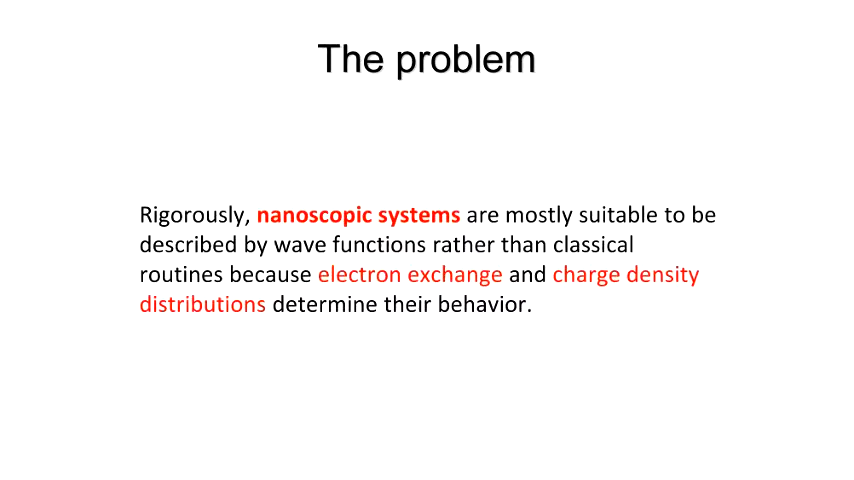 The problem
Rigorously, nanoscopic systems are mostly suitable to be
described by wave functions rather than classical
routines because electron exchange and charge density
distributions determine their behavior.